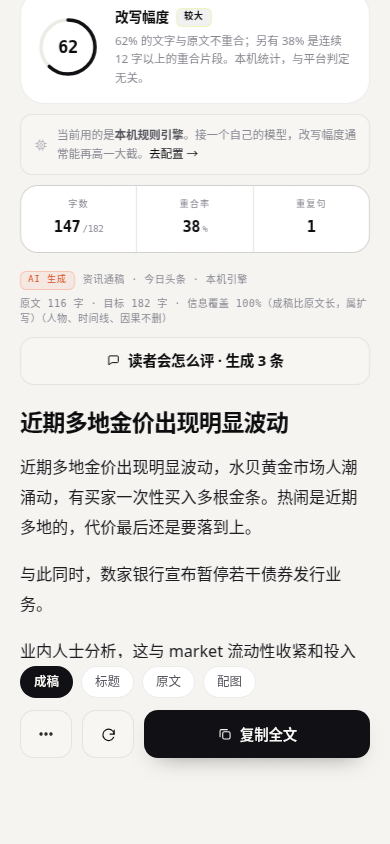 改写幅度 较大
62
62% 的文字与原文不重合；另有 38% 是连续
12 字以上的重合片段。本机统计，与平台判定
无关。
当前用的是本机规则引擎。接一个自己的模型，改写幅度通
常能再高一大截。去配置 →
字数 重合率 重复句
147/182 38% 1
AI 生成 资讯通稿 · 今日头条 · 本机引擎
原文 116 字 · 目标 182 字 · 信息覆盖 100%（成稿比原文长，属扩
写）（人物、时间线、因果不删）
读者会怎么评 · 生成 3 条
近期多地金价出现明显波动
近期多地金价出现明显波动，水贝黄金市场人潮
涌动，有买家一次性买入多根金条。热闹是近期
多地的，代价最后还是要落到上。
与此同时，数家银行宣布暂停若干债券发行业
务。
业内人士分析，这与 market 流动性收紧和投入
成稿 标题 原文 配图
复制全文